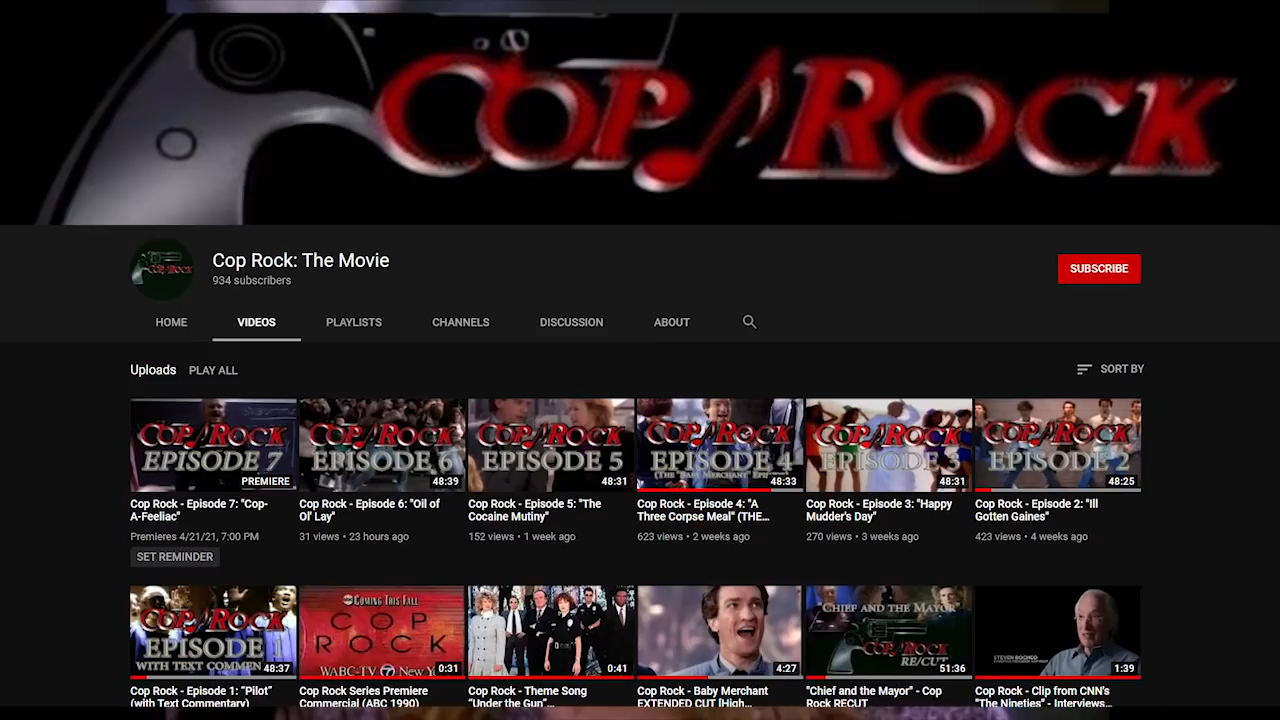 COP ROCK
COP ROCK
Cop Rock: The Movie
934 subscribers
SUBSCRIBE
HOME VIDEOS PLAYLISTS CHANNELS DISCUSSION ABOUT
Uploads PLAY ALL SORT BY
COP ROCK COP ROCK COP ROCK COP ROCK COP ROCK COP ROCK
EPISODE 7 EPISODE 6 EPISODE 5 EPISODE 4 EPISODE 3 EPISODE 2
(THE "BABY MERCHANT" EPI
PREMIERE 48:39 48:31 48:33 48:31 48:25
Cop Rock - Episode 7: "Cop- Cop Rock - Episode 6: "Oil of Cop Rock - Episode 5: "The Cop Rock - Episode 4: "A Cop Rock - Episode 3: "Happy Cop Rock - Episode 2: "Ill
A-Feeliac" Ol' Lay" Cocaine Mutiny" Three Corpse Meal" (THE... Mudder's Day" Gotten Gaines"
Premieres 4/21/21, 7:00 PM 31 views • 23 hours ago 152 views • 1 week ago 623 views • 2 weeks ago 270 views • 3 weeks ago 423 views • 4 weeks ago
SET REMINDER
COP ROCK
EPISODE 1
WITH TEXT COMMEN
48:37
abc COMING THIS FALL
COP
ROCK
WABC-TV 7 New Y
0:31
0:41
4:27
CHIEF AND THE MAYOR
COP ROCK
RE/CUT
51:36
STEVEN BOCHCO
1:39
Cop Rock - Episode 1: "Pilot" Cop Rock Series Premiere Cop Rock - Theme Song Cop Rock - Baby Merchant "Chief and the Mayor" - Cop Cop Rock - Clip from CNN's
(with Text Commentary) Commercial (ABC 1990) "Under the Gun"... EXTENDED CUT [High... Rock RECUT "The Nineties" - Interviews...